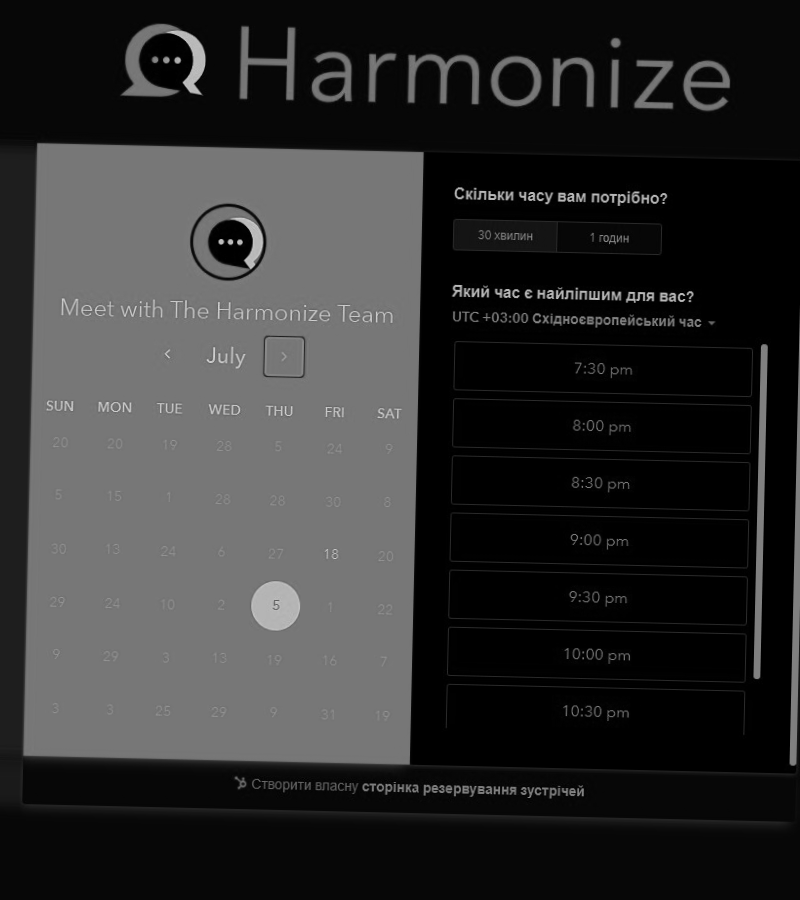 Harmonize
Meet with The Harmonize Team
July
SUN MON TUE WED THU FRI SAT
20 20 19 28 5 24 9
5 15 1 28 28 30 8
30 13 24 6 27 18 20
29 24 10 2 5 1 22
9 29 3 13 19 16 7
3 3 25 29 9 31 19
Скільки часу вам потрібно?
30 хвилин 1 годин
Який час є найліпшим для вас?
UTC +03:00 Східноєвропейський час
7:30 pm
8:00 pm
8:30 pm
9:00 pm
9:30 pm
10:00 pm
10:30 pm
Створити власну сторінка резервування зустрічей